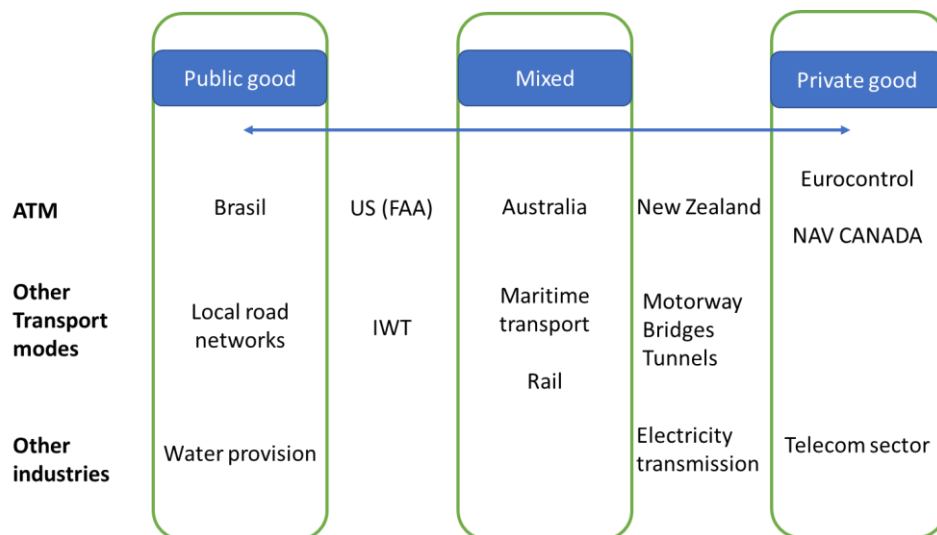 Public good
Mixed
Private good
ATM
Brasil
US (FAA)
Australia
New Zealand
Eurocontrol
NAV CANADA
Other
Transport
modes
Local road
networks
IWT
Maritime
transport
Rail
Motorway
Bridges
Tunnels
Other
industries
Water provision
Electricity
transmission
Telecom sector